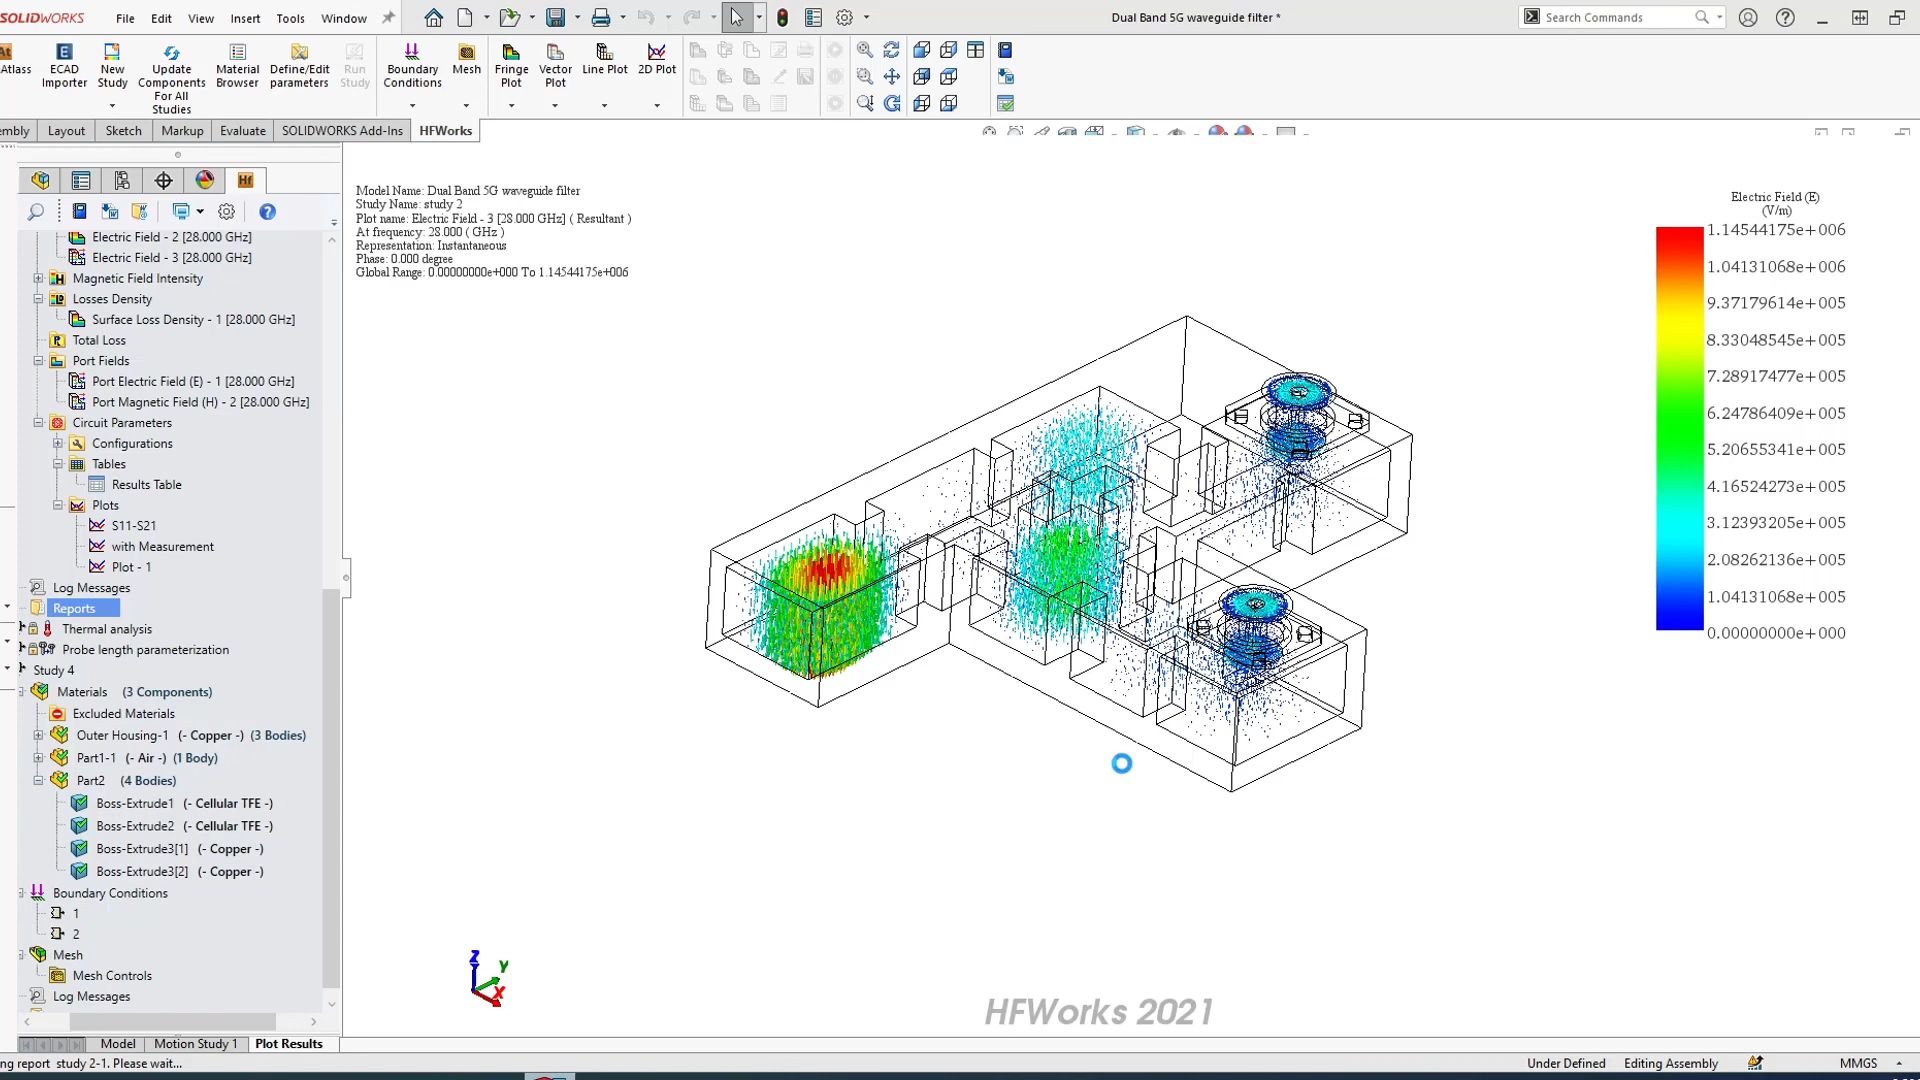 SOLIDWORKS File Edit View Insert Tools Window
Dual Band 5G waveguide filter *
Search Commands
Atlass
ECAD Importer
New Study
Update Components For All Studies
Material Browser
Define/Edit parameters
Run Study
Boundary Conditions
Mesh
Fringe Plot
Vector Plot
Line Plot
2D Plot
embly Layout Sketch Markup Evaluate SOLIDWORKS Add-Ins HFWorks
Hf
Model Name: Dual Band 5G waveguide filter
Study Name: study 2
Plot name: Electric Field - 3 [28.000 GHz] ( Resultant )
At frequency: 28.000 ( GHz )
Representation: Instantaneous
Phase: 0.000 degree
Global Range: 0.00000000e+000 To 1.14544175e+006
Electric Field (E)
(V/m)
1.14544175e+006
1.04131068e+006
9.37179614e+005
8.33048545e+005
7.28917477e+005
6.24786409e+005
5.20655341e+005
4.16524273e+005
3.12393205e+005
2.08262136e+005
1.04131068e+005
0.00000000e+000
Electric Field - 2 [28.000 GHz]
Electric Field - 3 [28.000 GHz]
Magnetic Field Intensity
Losses Density
Surface Loss Density - 1 [28.000 GHz]
Total Loss
Port Fields
Port Electric Field (E) - 1 [28.000 GHz]
Port Magnetic Field (H) - 2 [28.000 GHz]
Circuit Parameters
Configurations
Tables
Results Table
Plots
S11-S21
with Measurement
Plot - 1
Log Messages
Reports
Thermal analysis
Probe length parameterization
Study 4
Materials (3 Components)
Excluded Materials
Outer Housing-1 (- Copper -) (3 Bodies)
Part1-1 (- Air -) (1 Body)
Part2 (4 Bodies)
Boss-Extrude1 (- Cellular TFE -)
Boss-Extrude2 (- Cellular TFE -)
Boss-Extrude3[1] (- Copper -)
Boss-Extrude3[2] (- Copper -)
Boundary Conditions
1
2
Mesh
Mesh Controls
Log Messages
Z
Y
X
HFWorks 2021
Model Motion Study 1 Plot Results
ng report study 2-1. Please wait...
Under Defined Editing Assembly MMGS